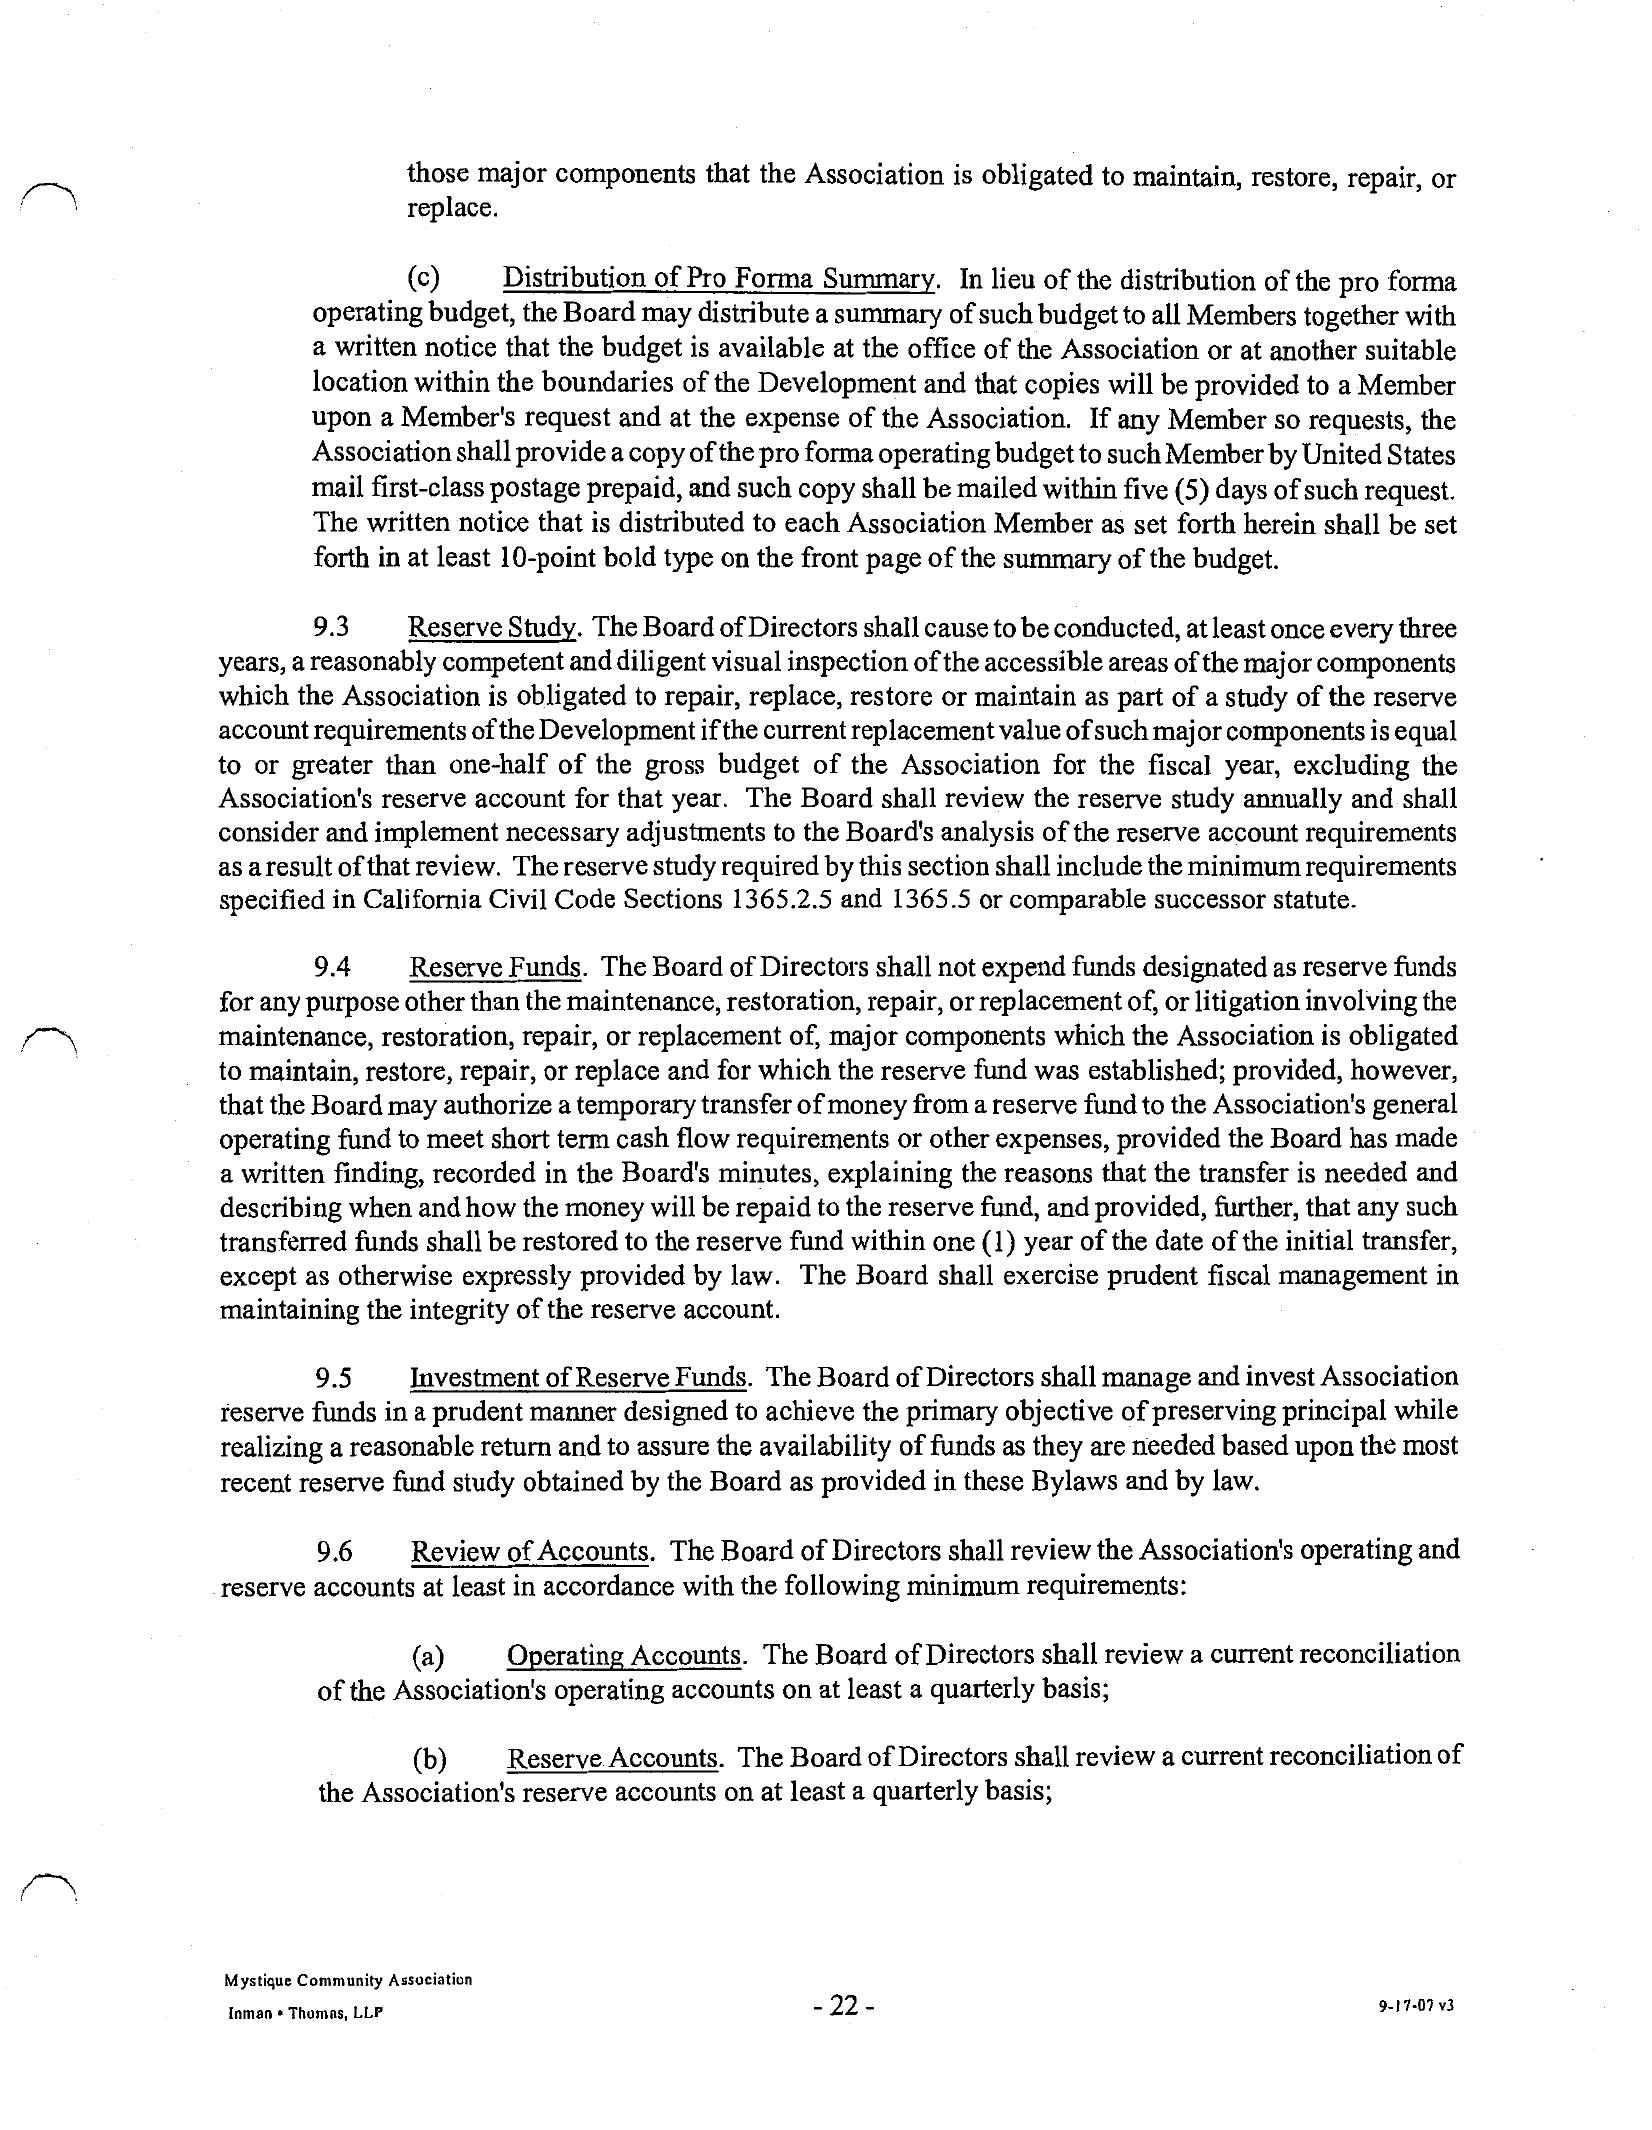 those major components that the Association is obligated to maintain, restore, repair, or
replace.
(c) Distribution of Pro Forma Summary. In lieu of the distribution of the pro forma
operating budget, the Board may distribute a summary of such budget to all Members together with
a written notice that the budget is available at the office of the Association or at another suitable
location within the boundaries of the Development and that copies will be provided to a Member
upon a Member's request and at the expense of the Association. If any Member so requests, the
Association shall provide a copy of the pro forma operating budget to such Member by United States
mail first-class postage prepaid, and such copy shall be mailed within five (5) days of such request.
The written notice that is distributed to each Association Member as set forth herein shall be set
forth in at least 10-point bold type on the front page of the summary of the budget.
9.3 Reserve Study. The Board of Directors shall cause to be conducted, at least once every three
years, a reasonably competent and diligent visual inspection of the accessible areas of the major components
which the Association is obligated to repair, replace, restore or maintain as part of a study of the reserve
account requirements of the Development if the current replacement value of such major components is equal
to or greater than one-half of the gross budget of the Association for the fiscal year, excluding the
Association's reserve account for that year. The Board shall review the reserve study annually and shall
consider and implement necessary adjustments to the Board's analysis of the reserve account requirements
as a result of that review. The reserve study required by this section shall include the minimum requirements
specified in California Civil Code Sections 1365.2.5 and 1365.5 or comparable successor statute.
9.4 Reserve Funds. The Board of Directors shall not expend funds designated as reserve funds
for any purpose other than the maintenance, restoration, repair, or replacement of, or litigation involving the
maintenance, restoration, repair, or replacement of, major components which the Association is obligated
to maintain, restore, repair, or replace and for which the reserve fund was established; provided, however,
that the Board may authorize a temporary transfer of money from a reserve fund to the Association's general
operating fund to meet short term cash flow requirements or other expenses, provided the Board has made
a written finding, recorded in the Board's minutes, explaining the reasons that the transfer is needed and
describing when and how the money will be repaid to the reserve fund, and provided, further, that any such
transferred funds shall be restored to the reserve fund within one (1) year of the date of the initial transfer,
except as otherwise expressly provided by law. The Board shall exercise prudent fiscal management in
maintaining the integrity of the reserve account.
9.5 Investment of Reserve Funds. The Board of Directors shall manage and invest Association
reserve funds in a prudent manner designed to achieve the primary objective of preserving principal while
realizing a reasonable return and to assure the availability of funds as they are needed based upon the most
recent reserve fund study obtained by the Board as provided in these Bylaws and by law.
9.6 Review of Accounts. The Board of Directors shall review the Association's operating and
reserve accounts at least in accordance with the following minimum requirements:
(a) Operating Accounts. The Board of Directors shall review a current reconciliation
of the Association's operating accounts on at least a quarterly basis;
(b) Reserve Accounts. The Board of Directors shall review a current reconciliation of
the Association's reserve accounts on at least a quarterly basis;
Mystique Community Association
Inman • Thomas, LLP
- 22 -
9-17-07 v3